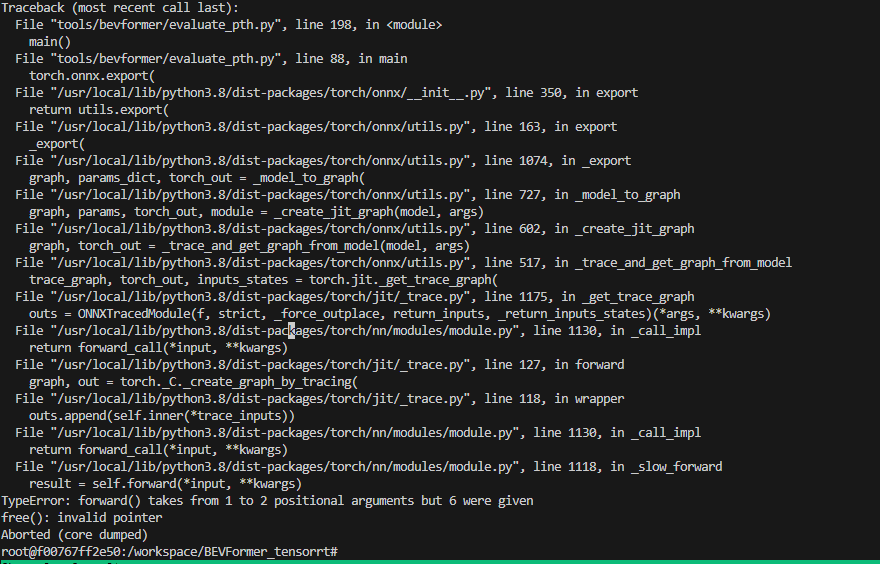 Traceback (most recent call last):
  File "tools/bevformer/evaluate_pth.py", line 198, in <module>
    main()
  File "tools/bevformer/evaluate_pth.py", line 88, in main
    torch.onnx.export(
  File "/usr/local/lib/python3.8/dist-packages/torch/onnx/__init__.py", line 350, in export
    return utils.export(
  File "/usr/local/lib/python3.8/dist-packages/torch/onnx/utils.py", line 163, in export
    _export(
  File "/usr/local/lib/python3.8/dist-packages/torch/onnx/utils.py", line 1074, in _export
    graph, params_dict, torch_out = _model_to_graph(
  File "/usr/local/lib/python3.8/dist-packages/torch/onnx/utils.py", line 727, in _model_to_graph
    graph, params, torch_out, module = _create_jit_graph(model, args)
  File "/usr/local/lib/python3.8/dist-packages/torch/onnx/utils.py", line 602, in _create_jit_graph
    graph, torch_out = _trace_and_get_graph_from_model(model, args)
  File "/usr/local/lib/python3.8/dist-packages/torch/onnx/utils.py", line 517, in _trace_and_get_graph_from_model
    trace_graph, torch_out, inputs_states = torch.jit._get_trace_graph(
  File "/usr/local/lib/python3.8/dist-packages/torch/jit/_trace.py", line 1175, in _get_trace_graph
    outs = ONNXTracedModule(f, strict, _force_outplace, return_inputs, _return_inputs_states)(*args, **kwargs)
  File "/usr/local/lib/python3.8/dist-packages/torch/nn/modules/module.py", line 1130, in _call_impl
    return forward_call(*input, **kwargs)
  File "/usr/local/lib/python3.8/dist-packages/torch/jit/_trace.py", line 127, in forward
    graph, out = torch._C._create_graph_by_tracing(
  File "/usr/local/lib/python3.8/dist-packages/torch/jit/_trace.py", line 118, in wrapper
    outs.append(self.inner(*trace_inputs))
  File "/usr/local/lib/python3.8/dist-packages/torch/nn/modules/module.py", line 1130, in _call_impl
    return forward_call(*input, **kwargs)
  File "/usr/local/lib/python3.8/dist-packages/torch/nn/modules/module.py", line 1118, in _slow_forward
    result = self.forward(*input, **kwargs)
TypeError: forward() takes from 1 to 2 positional arguments but 6 were given
free(): invalid pointer
Aborted (core dumped)
root@f00767ff2e50:/workspace/BEVFormer_tensorrt#